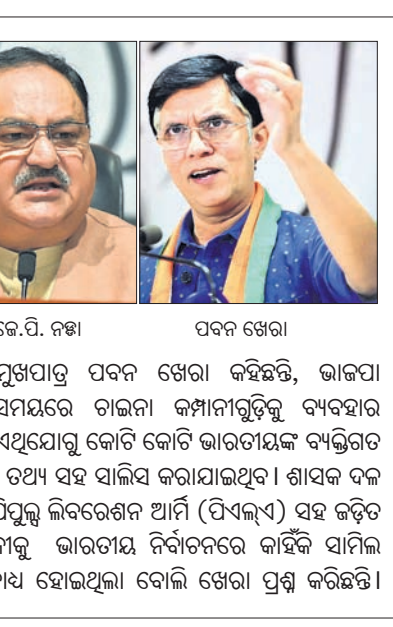 ଜେ.ପି. ନଡ୍ଡା
ପବନ ଖେରା
ମୁଖପାତ୍ର ପବନ ଖେରା କହିଛନ୍ତି, ଭାଜପା
ସମୟରେ ଚାଇନା କମ୍ପାନୀଗୁଡ଼ିକୁ ବ୍ୟବହାର
ଏଥିଯୋଗୁ କୋଟି କୋଟି ଭାରତୀୟଙ୍କ ବ୍ୟକ୍ତିଗତ
ତଥ୍ୟ ସହ ସାଲିସ କରାଯାଇଥିବ। ଶାସକ ଦଳ
ପିପୁଲ୍ସ ଲିବରେଶନ ଆର୍ମି (ପିଏଲ୍ଏ) ସହ ଜଡ଼ିତ
ଭାରତୀୟ ନିର୍ବାଚନରେ କାହିଁକି ସାମିଲ
ହୋଇଥିଲା ବୋଲି ଖେରା ପ୍ରଶ୍ନ କରିଛନ୍ତି।